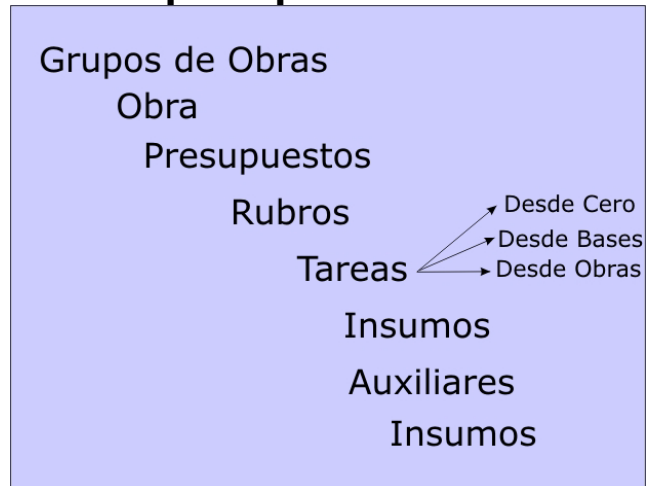 Grupos de Obras
Obra
Presupuestos
Rubros
Desde Cero
Desde Bases
Tareas
Desde Obras
Insumos
Auxiliares
Insumos